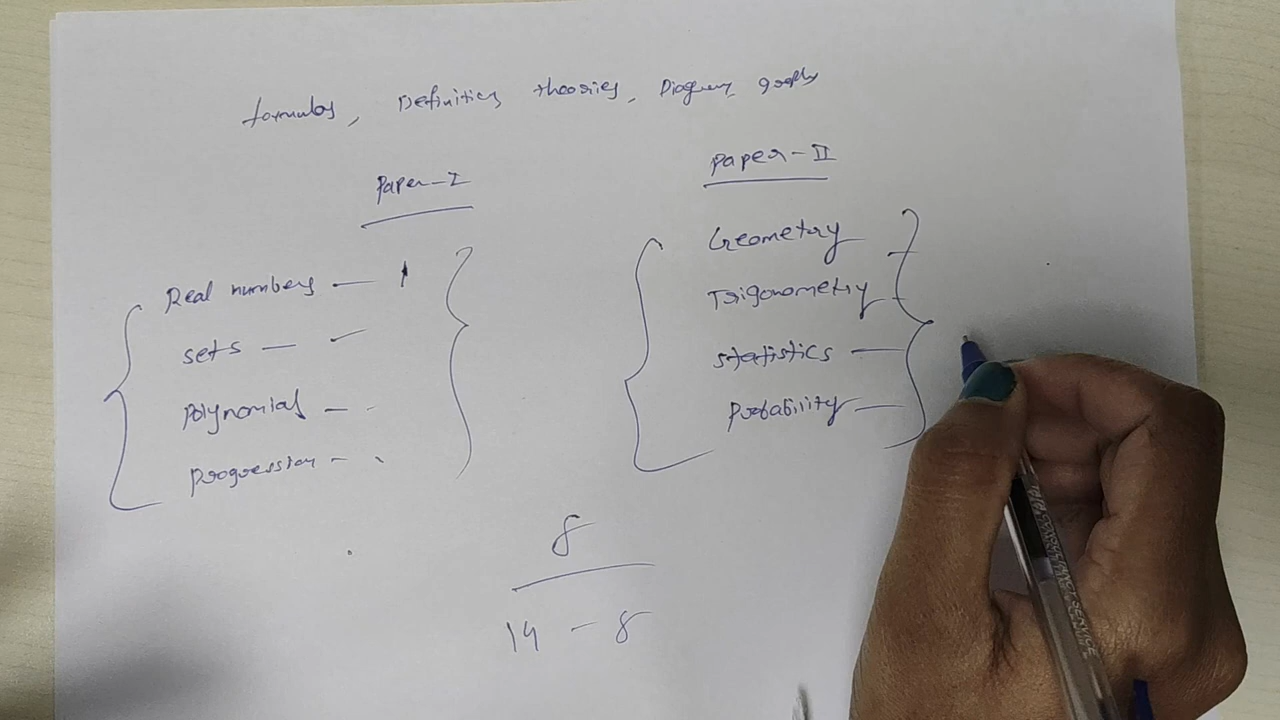 formulas, Definitions, theories, Diagram, graphs
Paper-I
Real numbers — 1
sets —
Polynomial —
Progression —
Paper-II
Geometry
Trigonometry
statistics —
Probability —
8
14 - 8